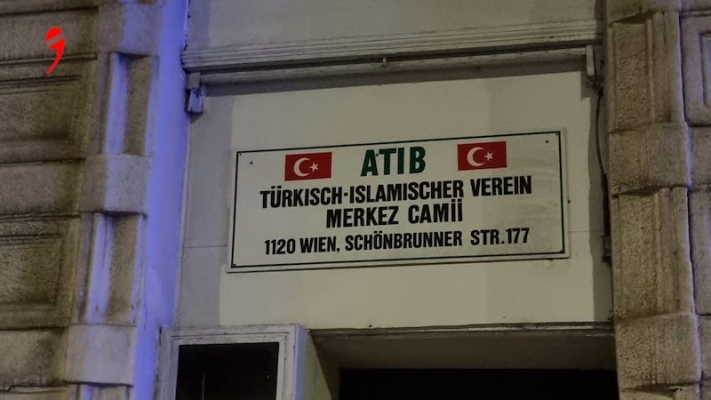 ATIB
TÜRKISCH-ISLAMISCHER VEREIN
MERKEZ CAMİİ
1120 WIEN, SCHÖNBRUNNER STR.177